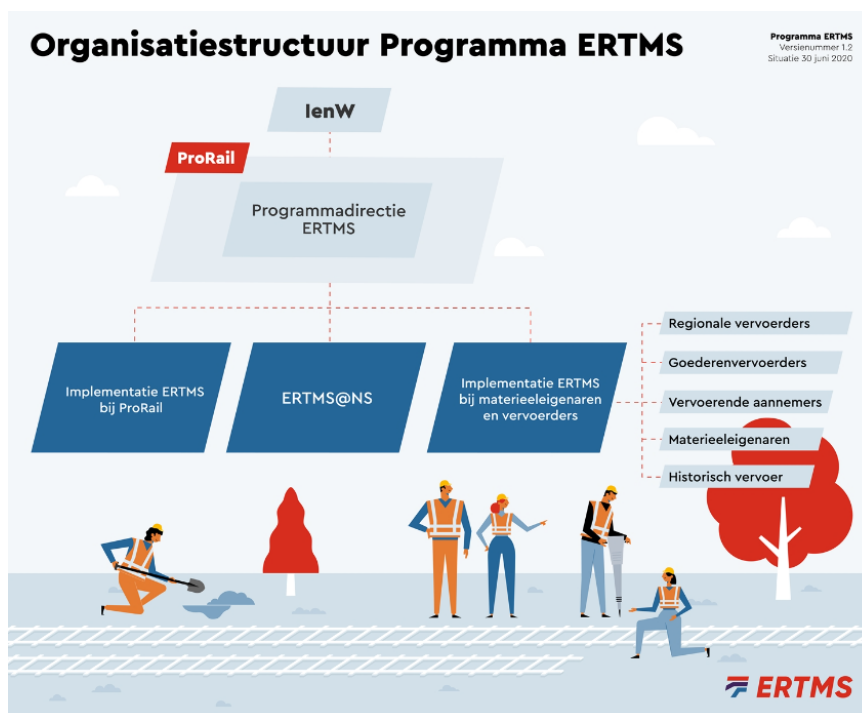 Organisatiestructuur Programma ERTMS
Programma ERTMS
Versienummer 1.2
Situatie 30 juni 2020
IenW
ProRail
Programmadirectie
ERTMS
Implementatie ERTMS
bij ProRail
ERTMS@NS
Implementatie ERTMS
bij materieeleigenaren
en vervoerders
Regionale vervoerders
Goederenvervoerders
Vervoerende aannemers
Materieeleigenaren
Historisch vervoer
ERTMS